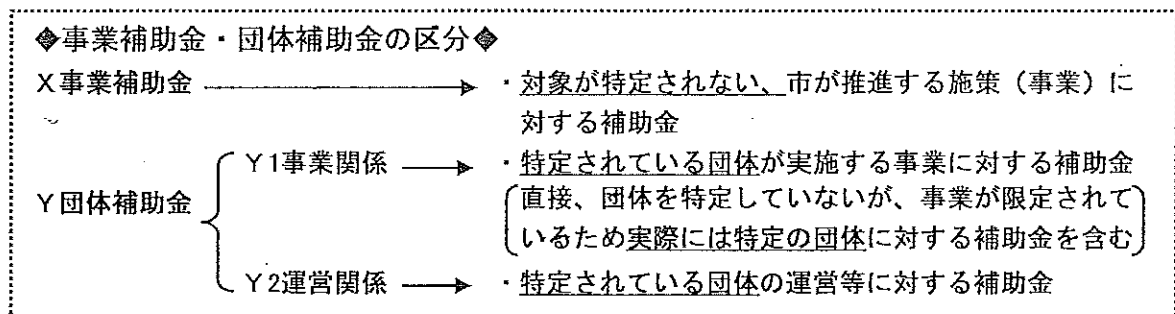 ◆事業補助金・団体補助金の区分◆
X事業補助金 ・対象が特定されない、市が推進する施策（事業）に
対する補助金
Y1事業関係 ・特定されている団体が実施する事業に対する補助金
直接、団体を特定していないが、事業が限定されて
Y団体補助金
いるため実際には特定の団体に対する補助金を含む
Y2運営関係 ・特定されている団体の運営等に対する補助金